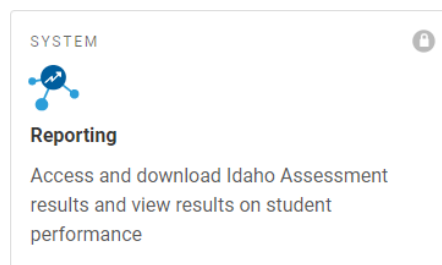 SYSTEM
Reporting
Access and download Idaho Assessment
results and view results on student
performance